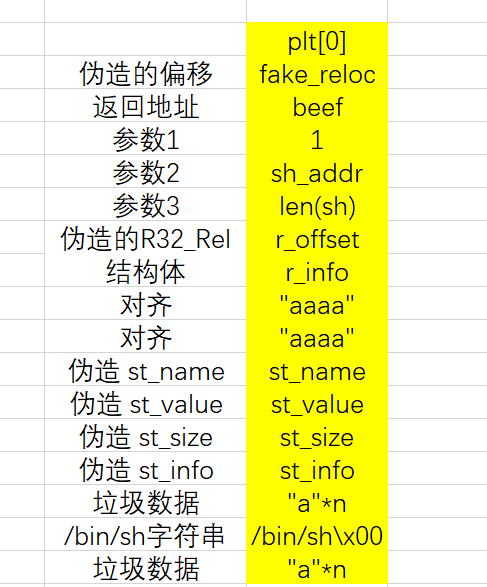 plt[0]
伪造的偏移 fake_reloc
返回地址 beef
参数1 1
参数2 sh_addr
参数3 len(sh)
伪造的R32_Rel r_offset
结构体 r_info
对齐 "aaaa"
对齐 "aaaa"
伪造 st_name st_name
伪造 st_value st_value
伪造 st_size st_size
伪造 st_info st_info
垃圾数据 "a"*n
/bin/sh字符串 /bin/sh\x00
垃圾数据 "a"*n